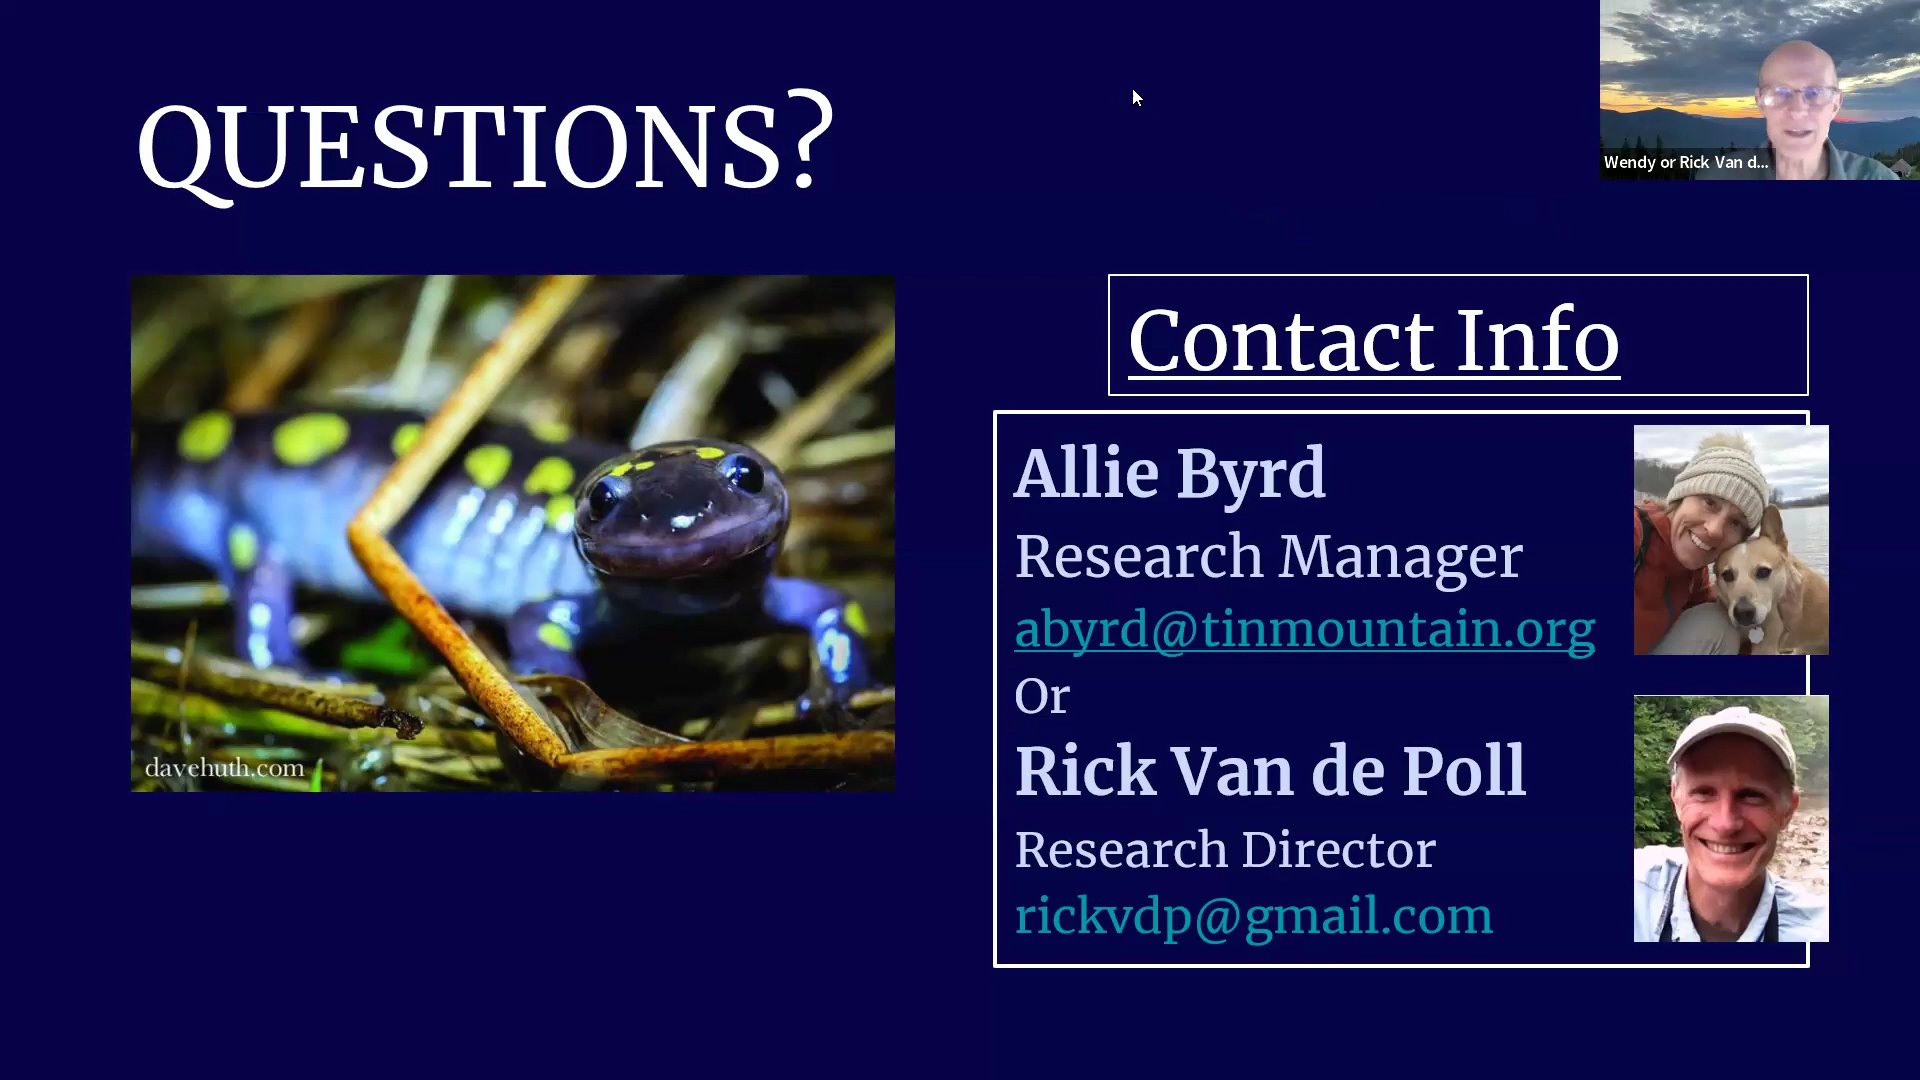 QUESTIONS?
Wendy or Rick Van d...
Contact Info
Allie Byrd
Research Manager
abyrd@tinmountain.org
Or
Rick Van de Poll
Research Director
rickvdp@gmail.com
davehuth.com